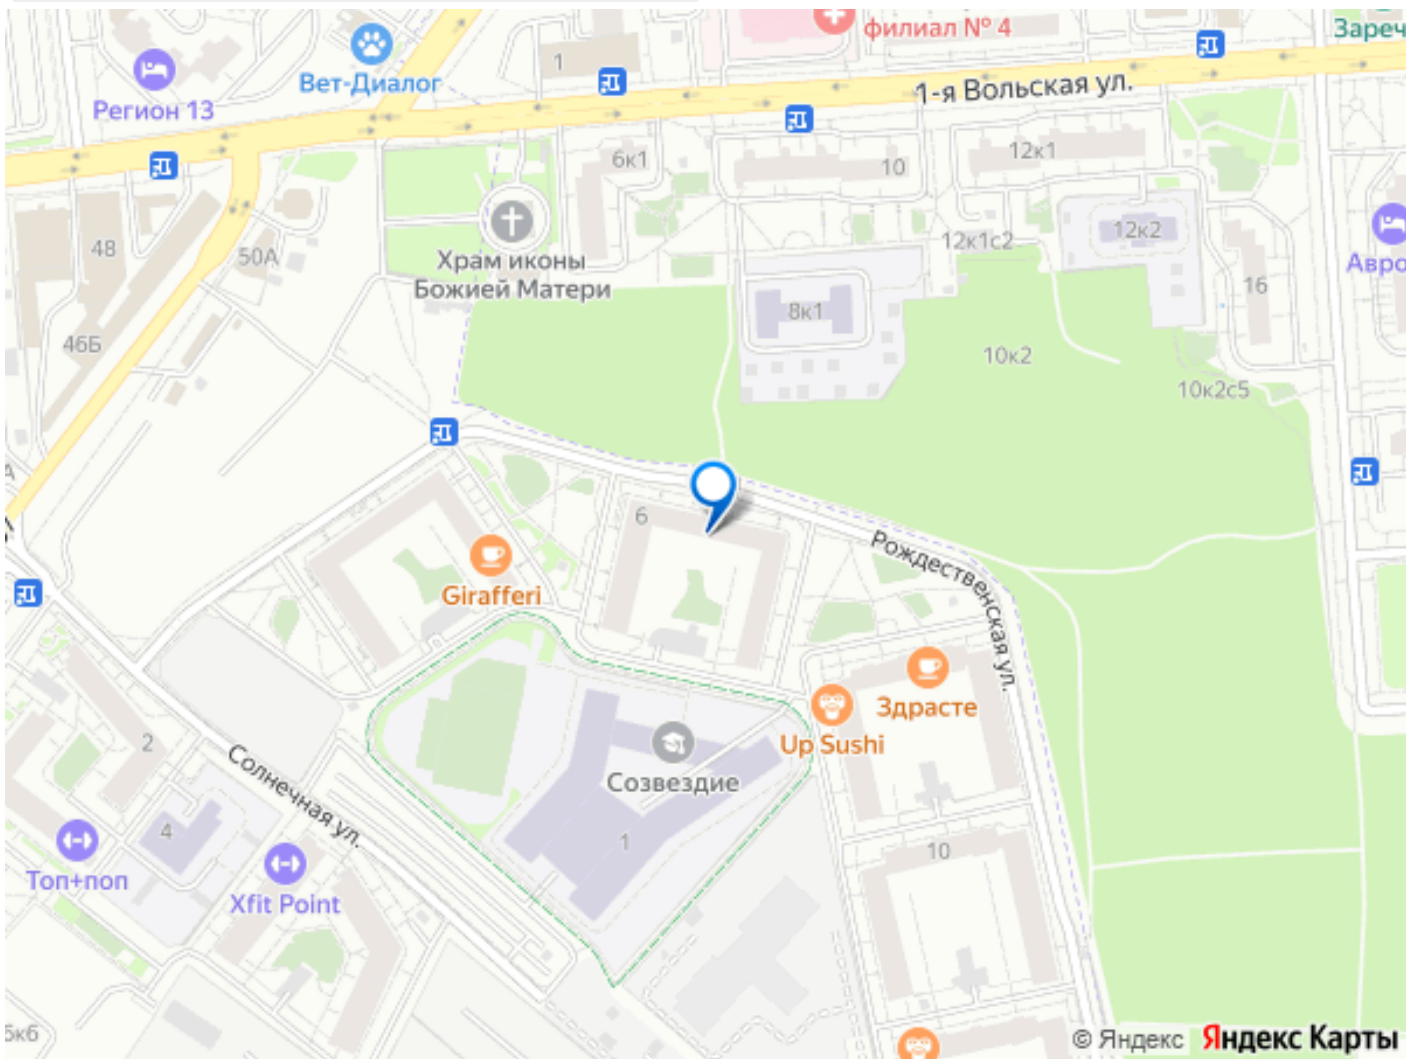 филиал № 4
Зареч
1
Вет-Диалог
Регион 13
1-я Вольская ул.
6к1
10
12к1
48
50А
Храм иконы
Божией Матери
12к1с2
12к2
Авро
8к1
16
46Б
10к2
10к2с5
6
Girafferi
Рождественская ул.
Здрасте
Up Sushi
2
Солнечная ул.
Созвездие
4
1
10
Топ+поп
Xfit Point
5к6
© Яндекс Яндекс Карты